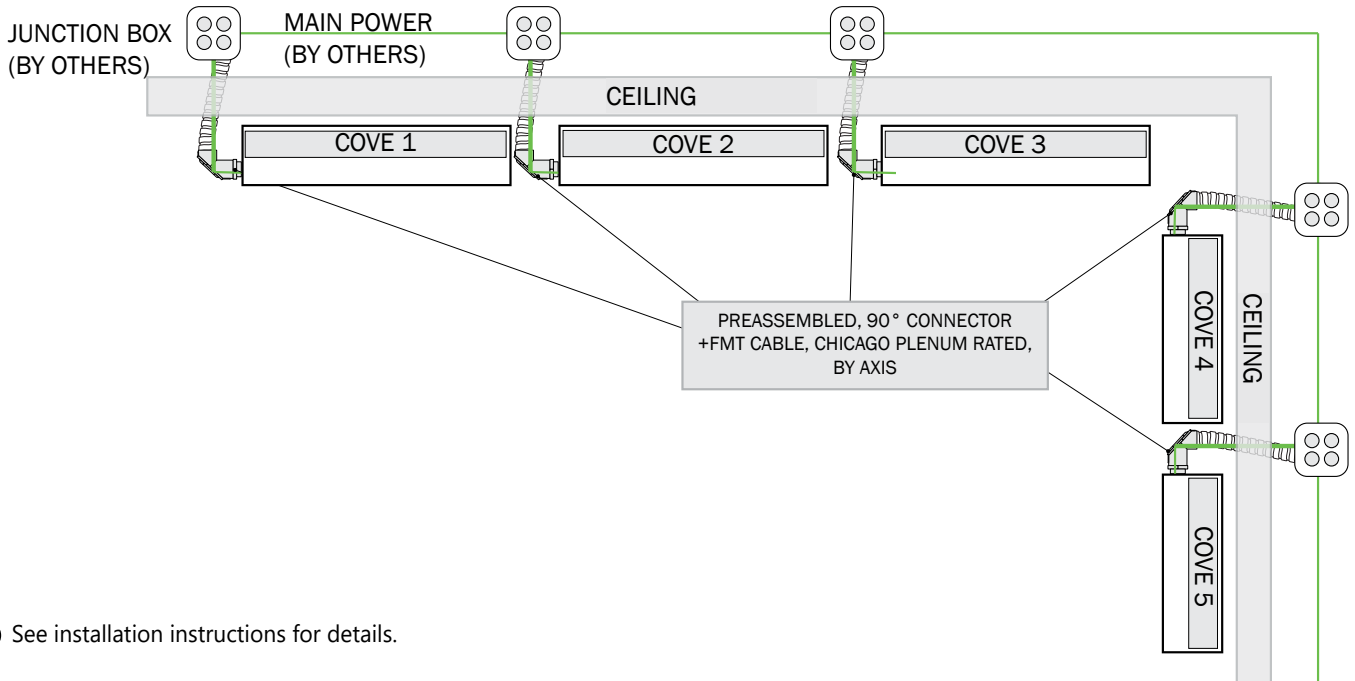 JUNCTION BOX
(BY OTHERS)
MAIN POWER
(BY OTHERS)
CEILING
COVE 1
COVE 2
COVE 3
PREASSEMBLED, 90° CONNECTOR
+FMT CABLE, CHICAGO PLENUM RATED,
BY AXIS
COVE 4
CEILING
COVE 5
See installation instructions for details.